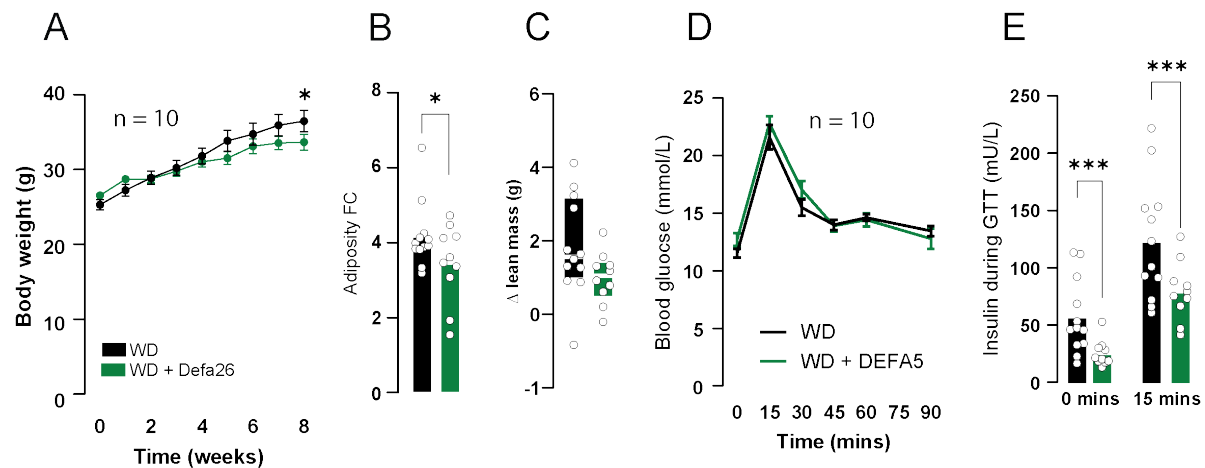 A
B
C
D
E
Body weight (g)
40
30
20
10
0
n = 10
*
WD
WD + Defa26
0
2
4
6
8
Time (weeks)
Adiposity FC
8
6
4
2
0
*
Δ lean mass (g)
6
4
2
0
-1
Blood glucose (mmol/L)
25
20
15
10
5
0
n = 10
WD
WD + DEFA5
0
15
30
45
60
75
90
Time (mins)
Insulin during GTT (mU/L)
250
200
150
100
50
0
***
***
0 mins
15 mins